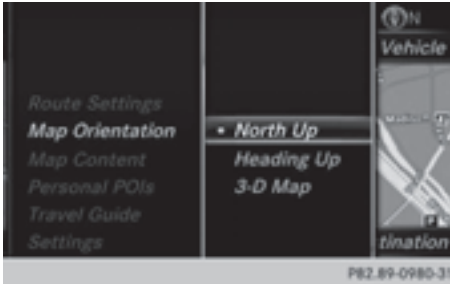 N
Vehicle
Route Settings
Map Orientation
• North Up
Map Content
Heading Up
Personal POIs
3-D Map
Travel Guide
Settings
tination
P82.89-0980-31